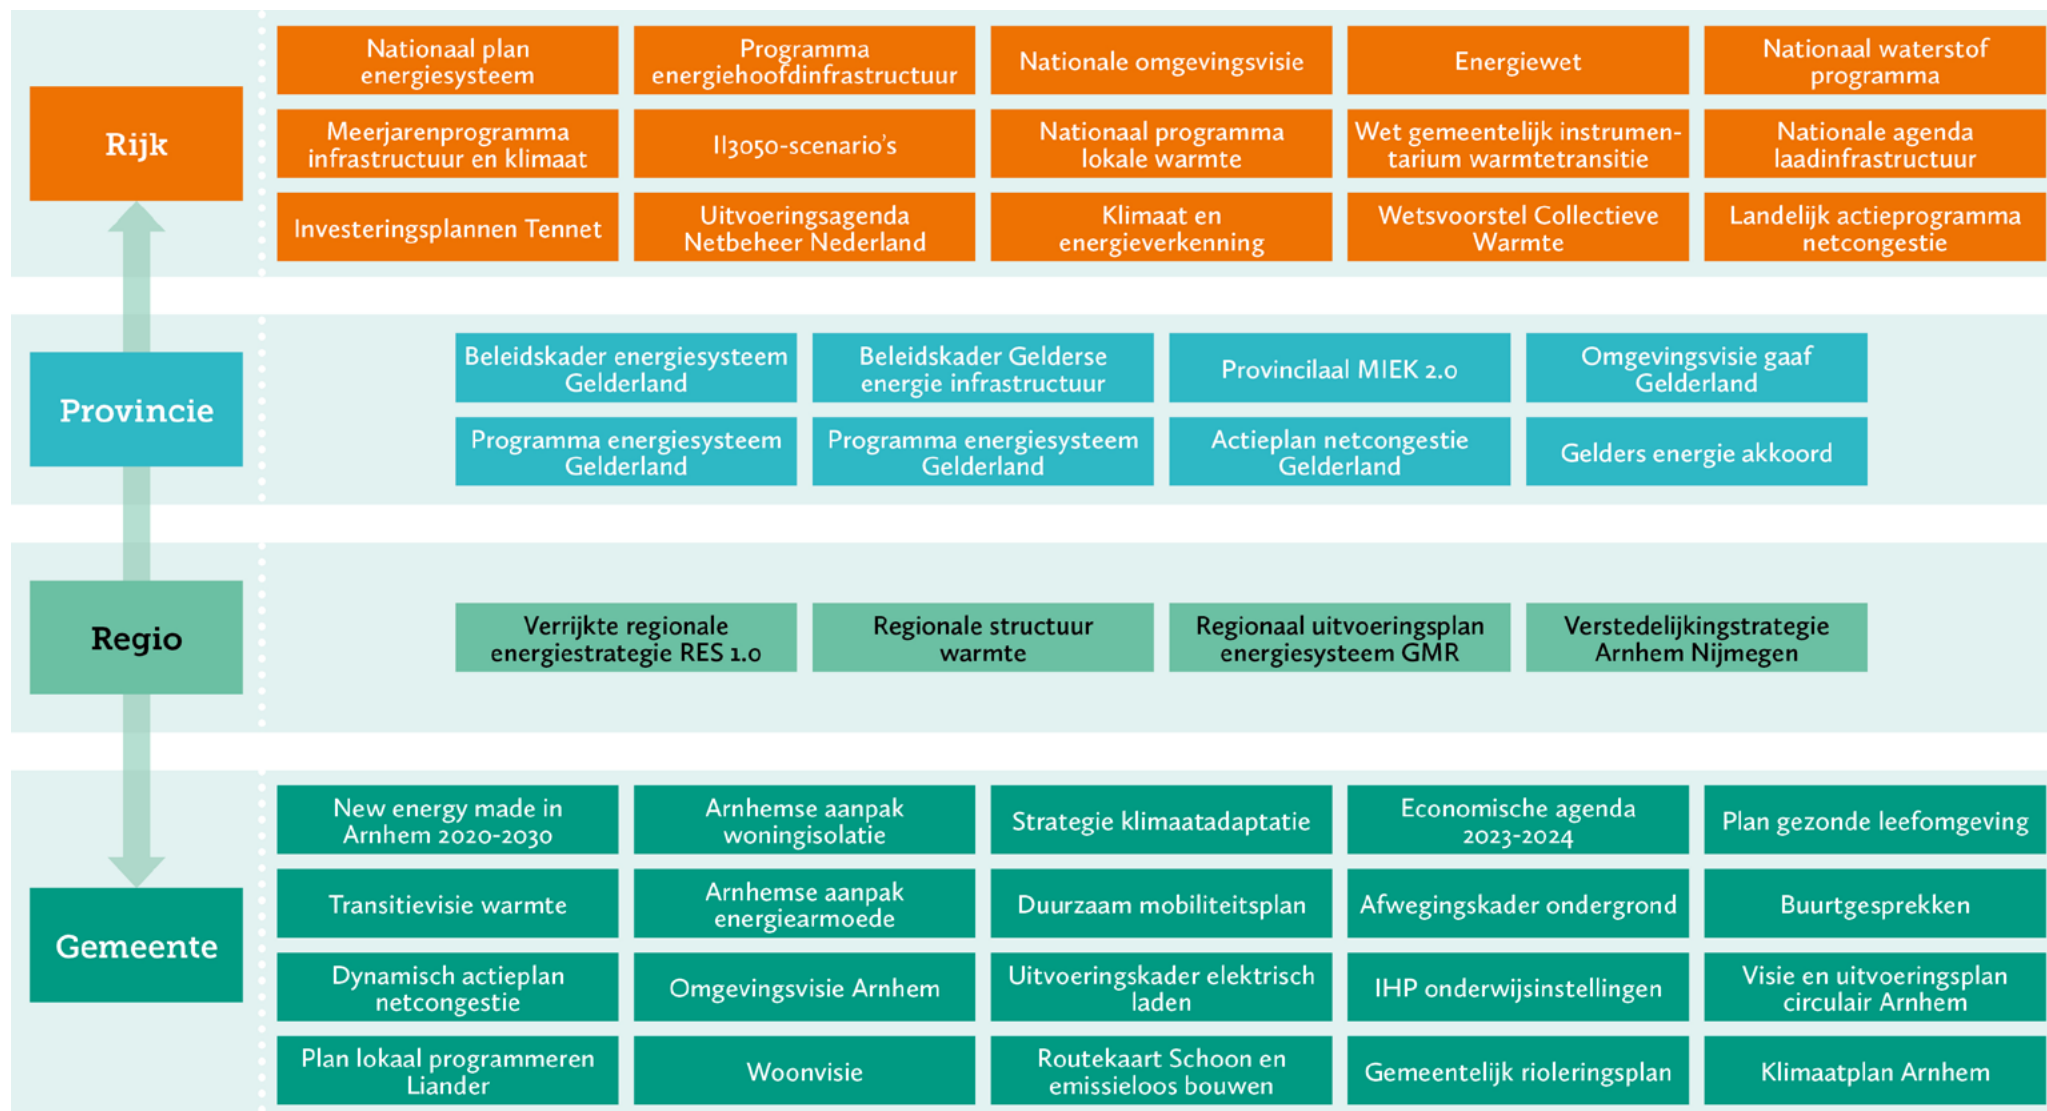 Rijk
Nationaal plan
energiesysteem
Programma
energiehoofdinfrastructuur
Nationale omgevingsvisie
Energiewet
Nationaal waterstof
programma
Meerjarenprogramma
infrastructuur en klimaat
II3050-scenario's
Nationaal programma
lokale warmte
Wet gemeentelijk instrumen-
tarium warmtetransitie
Nationale agenda
laadinfrastructuur
Investeringsplannen Tennet
Uitvoeringsagenda
Netbeheer Nederland
Klimaat en
energieverkenning
Wetsvoorstel Collectieve
Warmte
Landelijk actieprogramma
netcongestie
Provincie
Beleidskader energiesysteem
Gelderland
Beleidskader Gelderse
energie infrastructuur
Provincilaal MIEK 2.0
Omgevingsvisie gaaf
Gelderland
Programma energiesysteem
Gelderland
Programma energiesysteem
Gelderland
Actieplan netcongestie
Gelderland
Gelders energie akkoord
Regio
Verrijkte regionale
energiestrategie RES 1.0
Regionale structuur
warmte
Regionaal uitvoeringsplan
energiesysteem GMR
Verstedelijkingstrategie
Arnhem Nijmegen
Gemeente
New energy made in
Arnhem 2020-2030
Arnhemse aanpak
woningisolatie
Strategie klimaatadaptatie
Economische agenda
2023-2024
Plan gezonde leefomgeving
Transitievisie warmte
Arnhemse aanpak
energiearmoede
Duurzaam mobiliteitsplan
Afwegingskader ondergrond
Buurtgesprekken
Dynamisch actieplan
netcongestie
Omgevingsvisie Arnhem
Uitvoeringskader elektrisch
laden
IHP onderwijsinstellingen
Visie en uitvoeringsplan
circulair Arnhem
Plan lokaal programmeren
Liander
Woonvisie
Routekaart Schoon en
emissieloos bouwen
Gemeentelijk rioleringsplan
Klimaatplan Arnhem